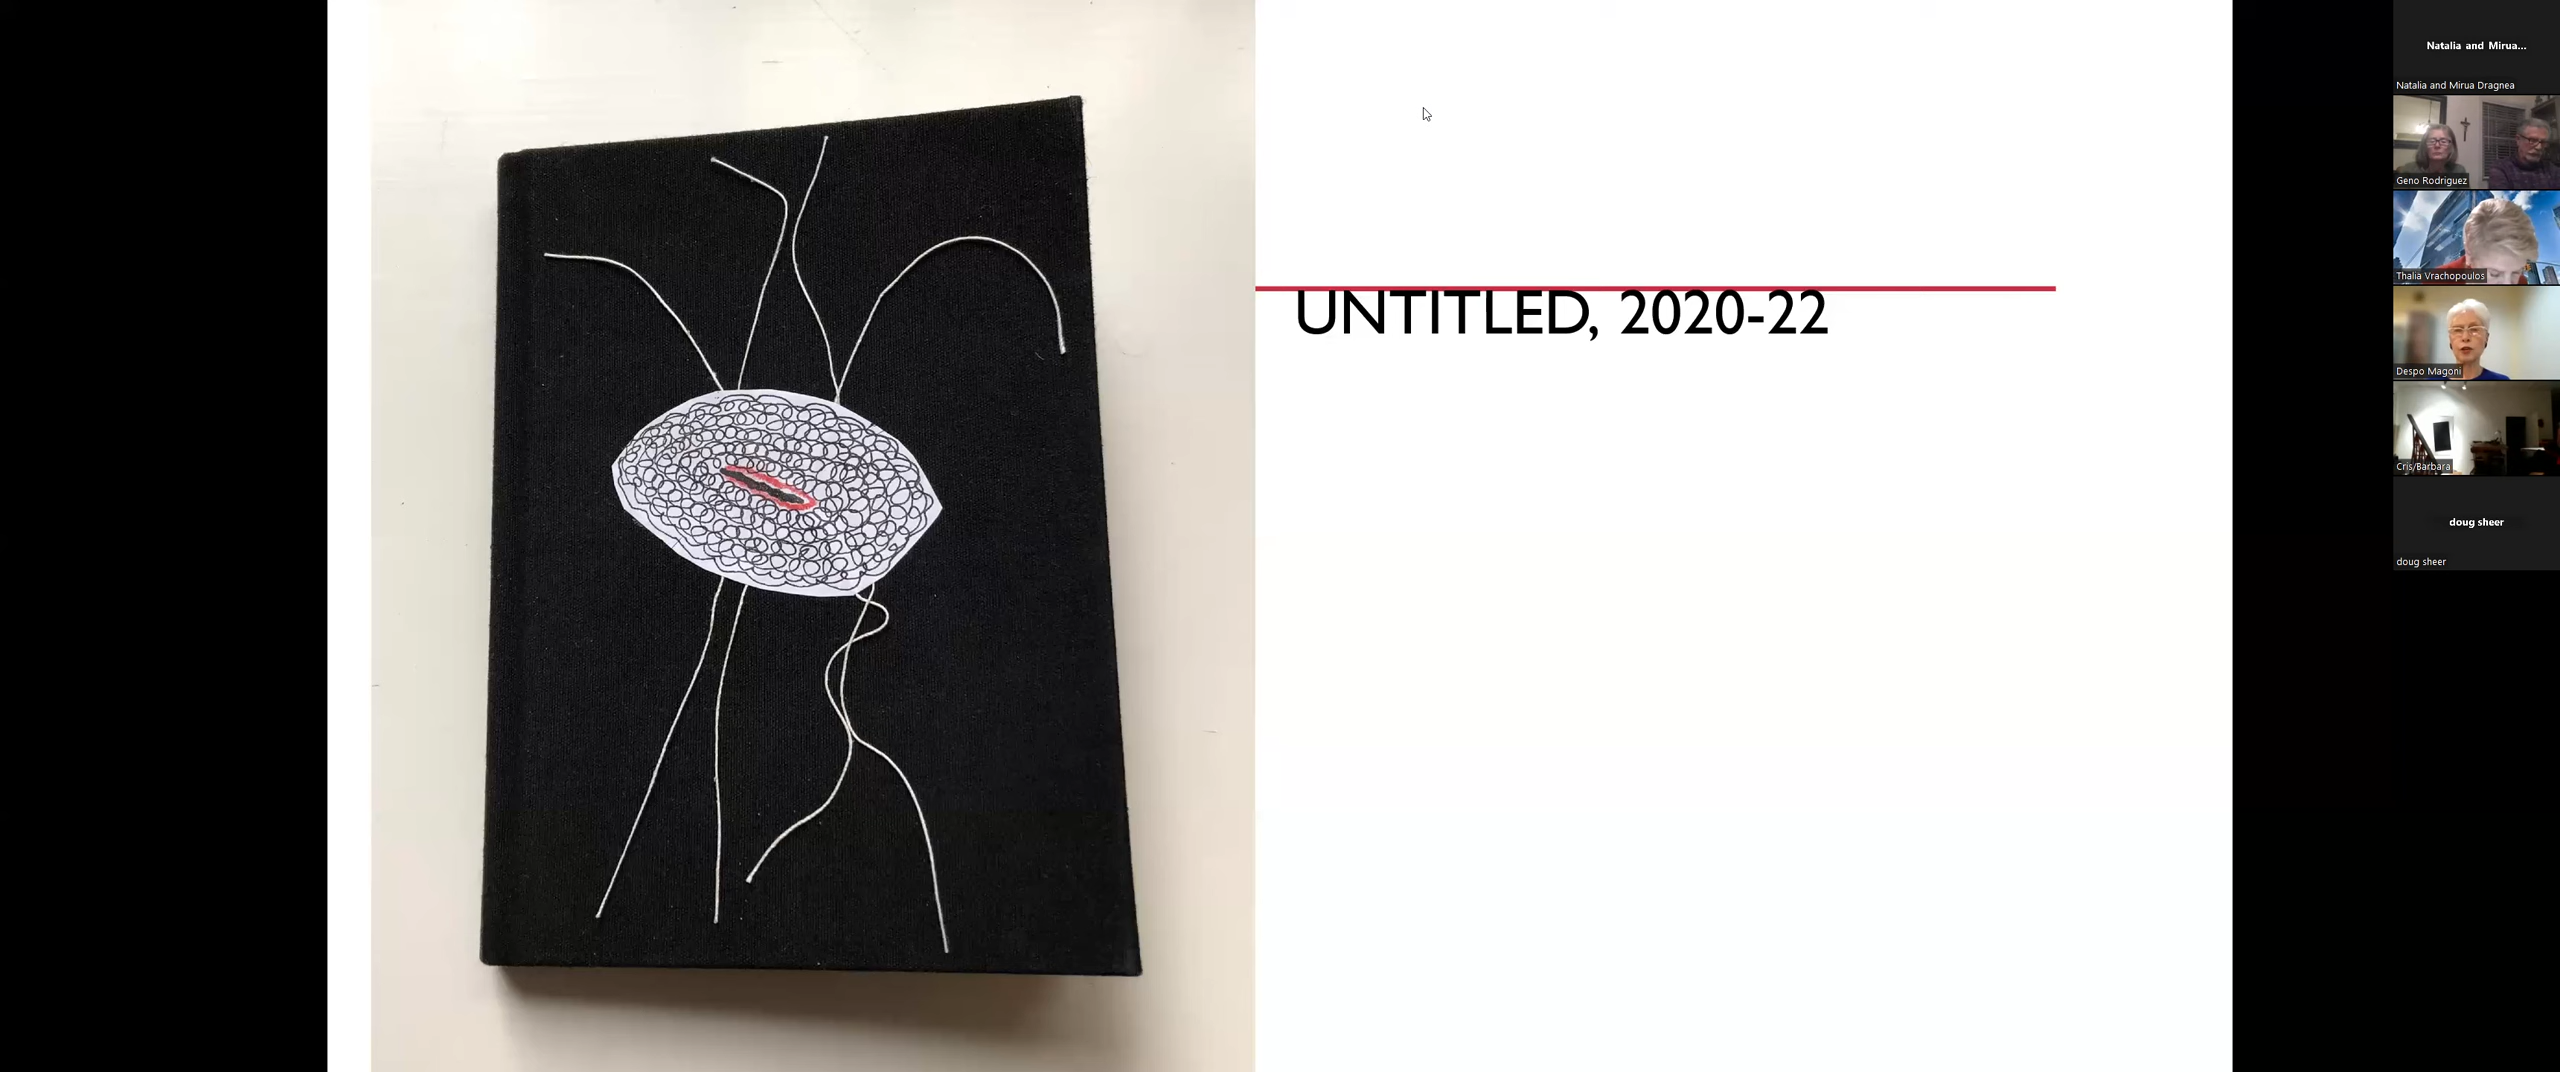 UNTITLED, 2020-22
Natalia and Mirua...
Natalia and Mirua Dragnea
Geno Rodriguez
Thalia Vrachopoulos
Despo Magoni
Cris/Barbara
doug sheer
doug sheer